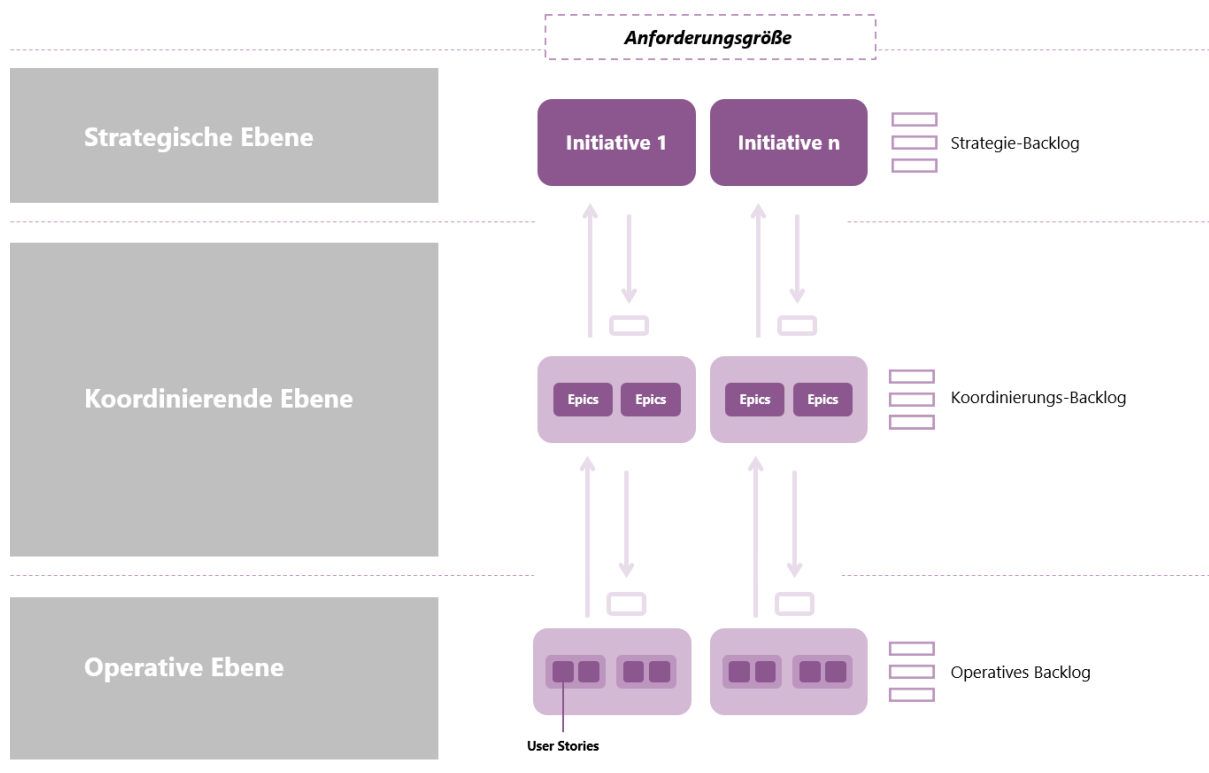 Anforderungsgröße
Strategische Ebene
Initiative 1
Initiative n
Strategie-Backlog
Koordinierende Ebene
Epics
Epics
Epics
Epics
Koordinierungs-Backlog
Operative Ebene
Operatives Backlog
User Stories